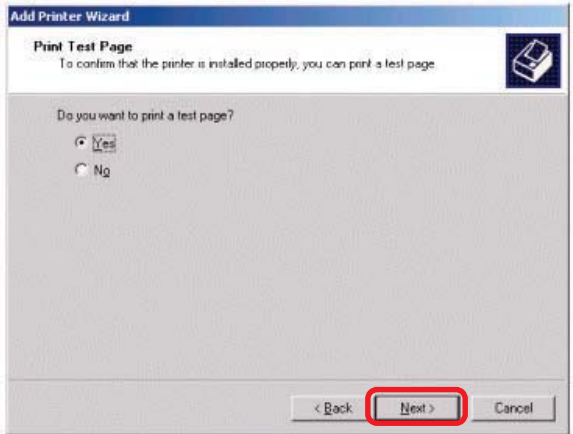 Add Printer Wizard
Print Test Page
To confirm that the printer is installed properly, you can print a test page
Do you want to print a test page?
Yes
No
< Back
Next >
Cancel